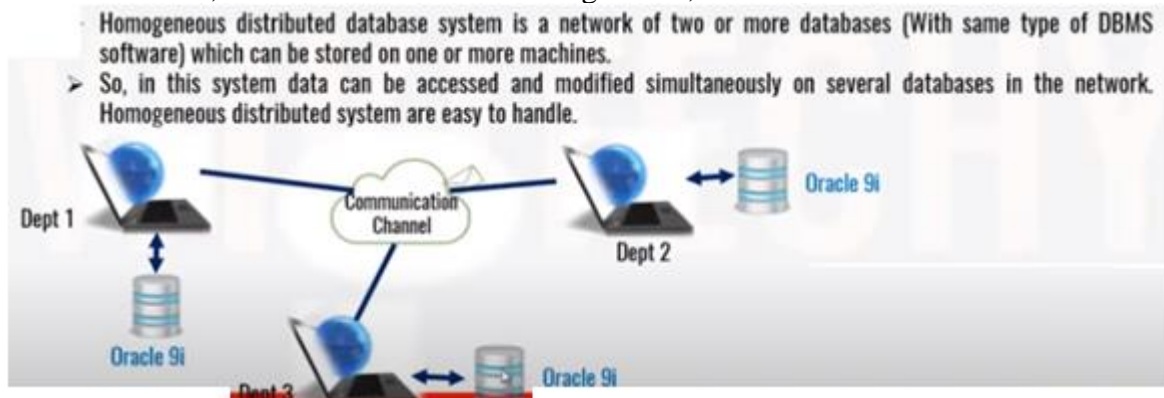 Homogeneous distributed database system is a network of two or more databases (With same type of DBMS
software) which can be stored on one or more machines.
➤ So, in this system data can be accessed and modified simultaneously on several databases in the network.
Homogeneous distributed system are easy to handle.
Communication
Channel
Oracle 9i
Dept 1
Dept 2
Oracle 9i
Dept 3
Oracle 9i